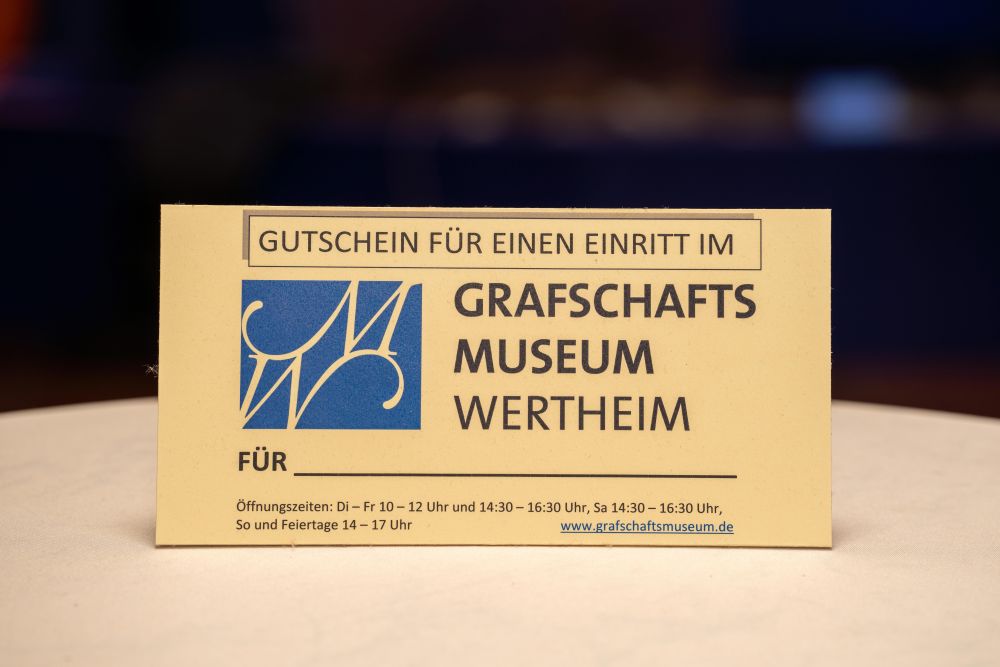 GUTSCHEIN FÜR EINEN EINRITT IM
GRAFSCHAFTS
MUSEUM
WERTHEIM
FÜR
Öffnungszeiten: Di – Fr 10 – 12 Uhr und 14:30 – 16:30 Uhr, Sa 14:30 – 16:30 Uhr,
So und Feiertage 14 – 17 Uhr www.grafschaftsmuseum.de